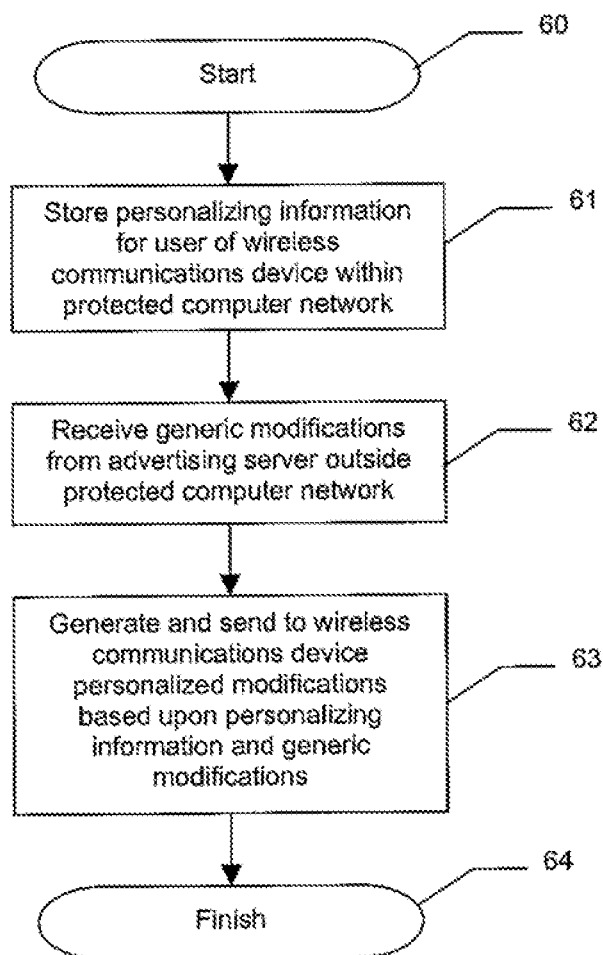 60
Start
61
Store personalizing information
for user of wireless
communications device within
protected computer network
62
Receive generic modifications
from advertising server outside
protected computer network
63
Generate and send to wireless
communications device
personalized modifications
based upon personalizing
information and generic
modifications
64
Finish